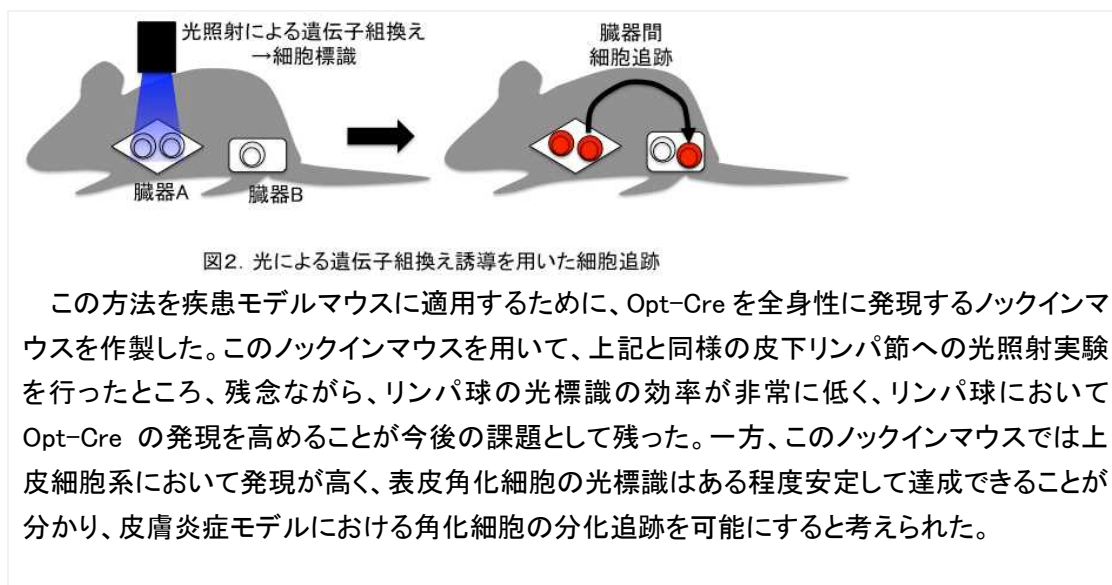 光照射による遺伝子組換え
→細胞標識
臓器A
臓器B
臓器間
細胞追跡
図2. 光による遺伝子組換え誘導を用いた細胞追跡
この方法を疾患モデルマウスに適用するために、Opt-Cre を全身性に発現するノックインマ
ウスを作製した。このノックインマウスを用いて、上記と同様の皮下リンパ節への光照射実験
を行ったところ、残念ながら、リンパ球の光標識の効率が非常に低く、リンパ球において
Opt-Cre の発現を高めることが今後の課題として残った。一方、このノックインマウスでは上
皮細胞系において発現が高く、表皮角化細胞の光標識はある程度安定して達成できることが
分かり、皮膚炎症モデルにおける角化細胞の分化追跡を可能にすると考えられた。